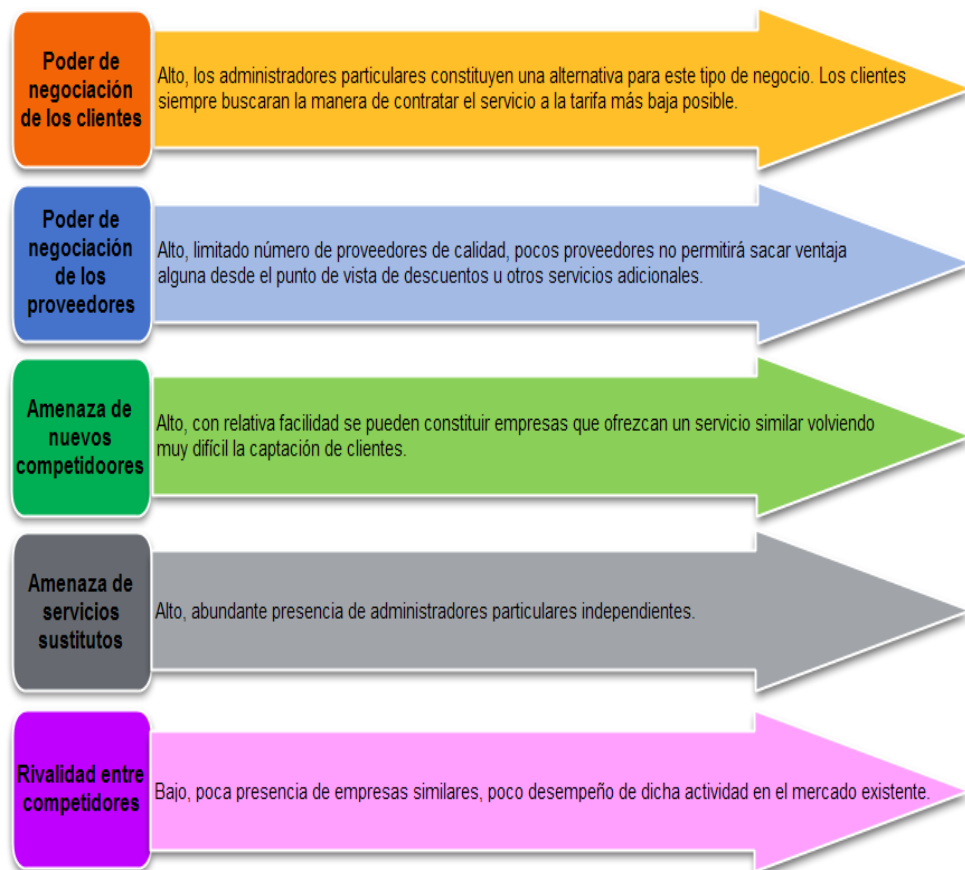 Poder de
negociación
de los clientes
Alto, los administradores particulares constituyen una alternativa para este tipo de negocio. Los clientes
siempre buscaran la manera de contratar el servicio a la tarifa más baja posible.
Poder de
negociación
de los
proveedores
Alto, limitado número de proveedores de calidad, pocos proveedores no permitirá sacar ventaja
alguna desde el punto de vista de descuentos u otros servicios adicionales.
Amenaza de
nuevos
competidoores
Alto, con relativa facilidad se pueden constituir empresas que ofrezcan un servicio similar volviendo
muy difícil la captación de clientes.
Amenaza de
servicios
sustitutos
Alto, abundante presencia de administradores particulares independientes.
Rivalidad entre
competidores
Bajo, poca presencia de empresas similares, poco desempeño de dicha actividad en el mercado existente.